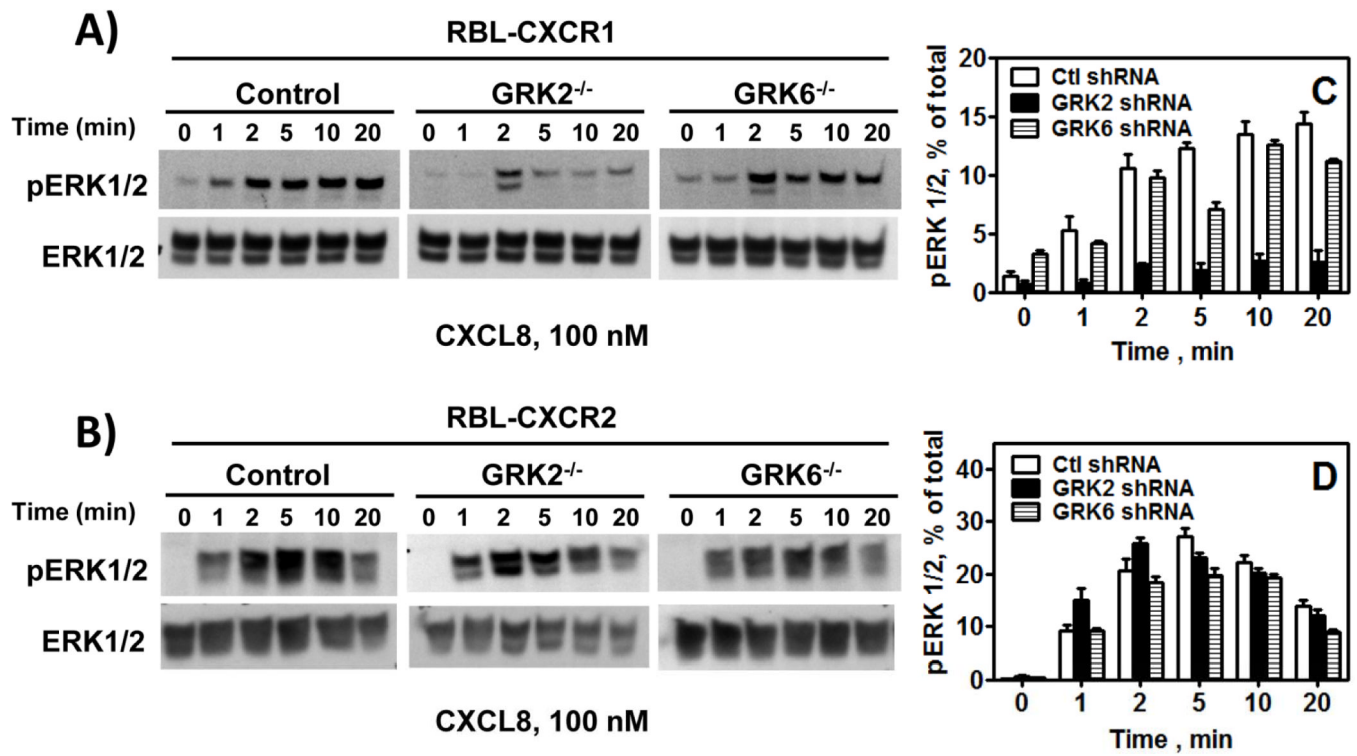 A)
RBL-CXCR1
Control GRK2-/- GRK6-/-
Time (min) 0 1 2 5 10 20 0 1 2 5 10 20 0 1 2 5 10 20
pERK1/2
ERK1/2
CXCL8, 100 nM
C
Ctl shRNA
GRK2 shRNA
GRK6 shRNA
pERK 1/2, % of total
20
15
10
5
0
0 1 2 5 10 20
Time , min
B)
RBL-CXCR2
Control GRK2-/- GRK6-/-
Time (min) 0 1 2 5 10 20 0 1 2 5 10 20 0 1 2 5 10 20
pERK1/2
ERK1/2
CXCL8, 100 nM
D
Ctl shRNA
GRK2 shRNA
GRK6 shRNA
pERK 1/2, % of total
40
30
20
10
0
0 1 2 5 10 20
Time , min